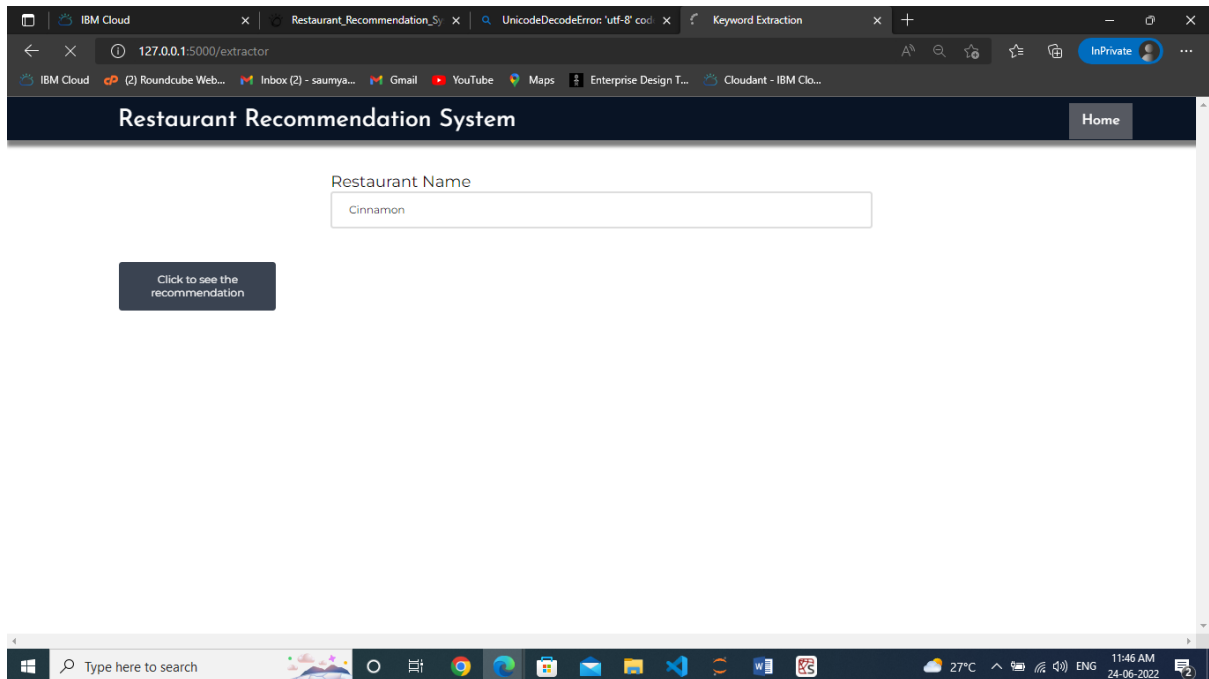 IBM Cloud
Restaurant_Recommendation_Sy
UnicodeDecodeError: 'utf-8' cod
Keyword Extraction
127.0.0.1:5000/extractor
InPrivate
IBM Cloud
(2) Roundcube Web...
Inbox (2) - saumya...
Gmail
YouTube
Maps
Enterprise Design T...
Cloudant - IBM Clo...
Restaurant Recommendation System
Home
Restaurant Name
Cinnamon
Click to see the
recommendation
Type here to search
27°C
ENG
11:46 AM
24-06-2022
2